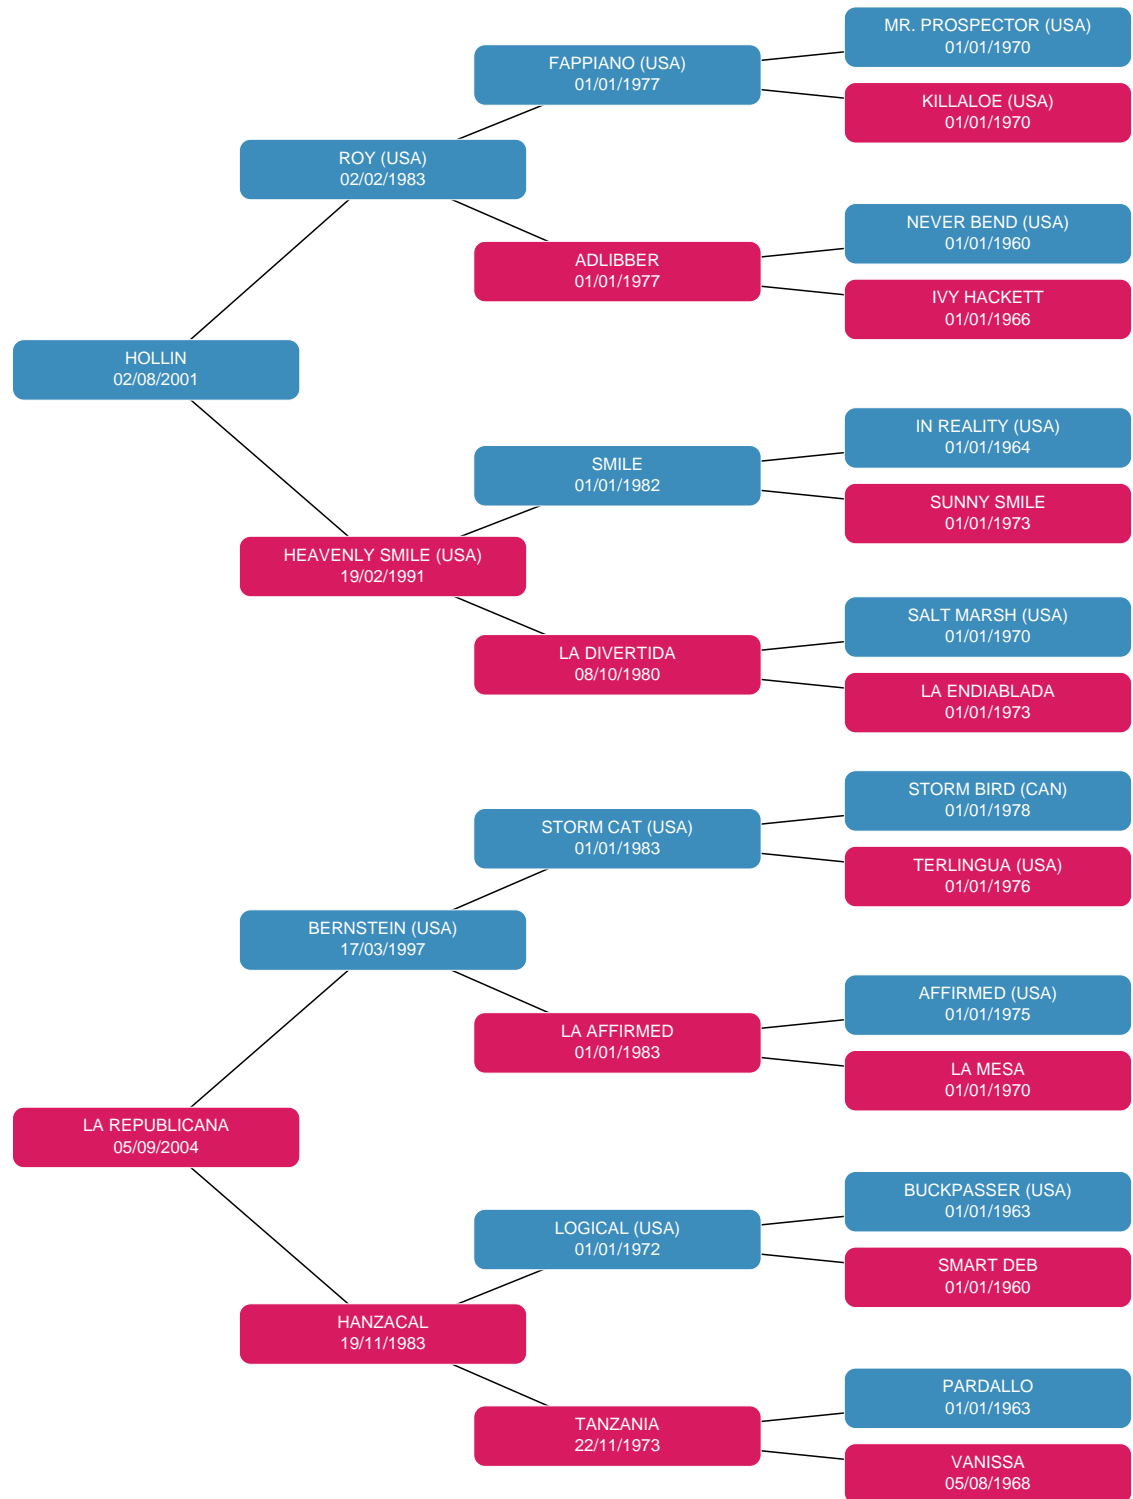 MR. PROSPECTOR (USA)
01/01/1970
FAPPIANO (USA)
01/01/1977
KILLALOE (USA)
01/01/1970
ROY (USA)
02/02/1983
NEVER BEND (USA)
01/01/1960
ADLIBBER
01/01/1977
IVY HACKETT
01/01/1966
HOLLIN
02/08/2001
IN REALITY (USA)
01/01/1964
SMILE
01/01/1982
SUNNY SMILE
01/01/1973
HEAVENLY SMILE (USA)
19/02/1991
SALT MARSH (USA)
01/01/1970
LA DIVERTIDA
08/10/1980
LA ENDIABLADA
01/01/1973
STORM BIRD (CAN)
01/01/1978
STORM CAT (USA)
01/01/1983
TERLINGUA (USA)
01/01/1976
BERNSTEIN (USA)
17/03/1997
AFFIRMED (USA)
01/01/1975
LA AFFIRMED
01/01/1983
LA MESA
01/01/1970
LA REPUBLICANA
05/09/2004
BUCKPASSER (USA)
01/01/1963
LOGICAL (USA)
01/01/1972
SMART DEB
01/01/1960
HANZACAL
19/11/1983
PARDALLO
01/01/1963
TANZANIA
22/11/1973
VANISSA
05/08/1968